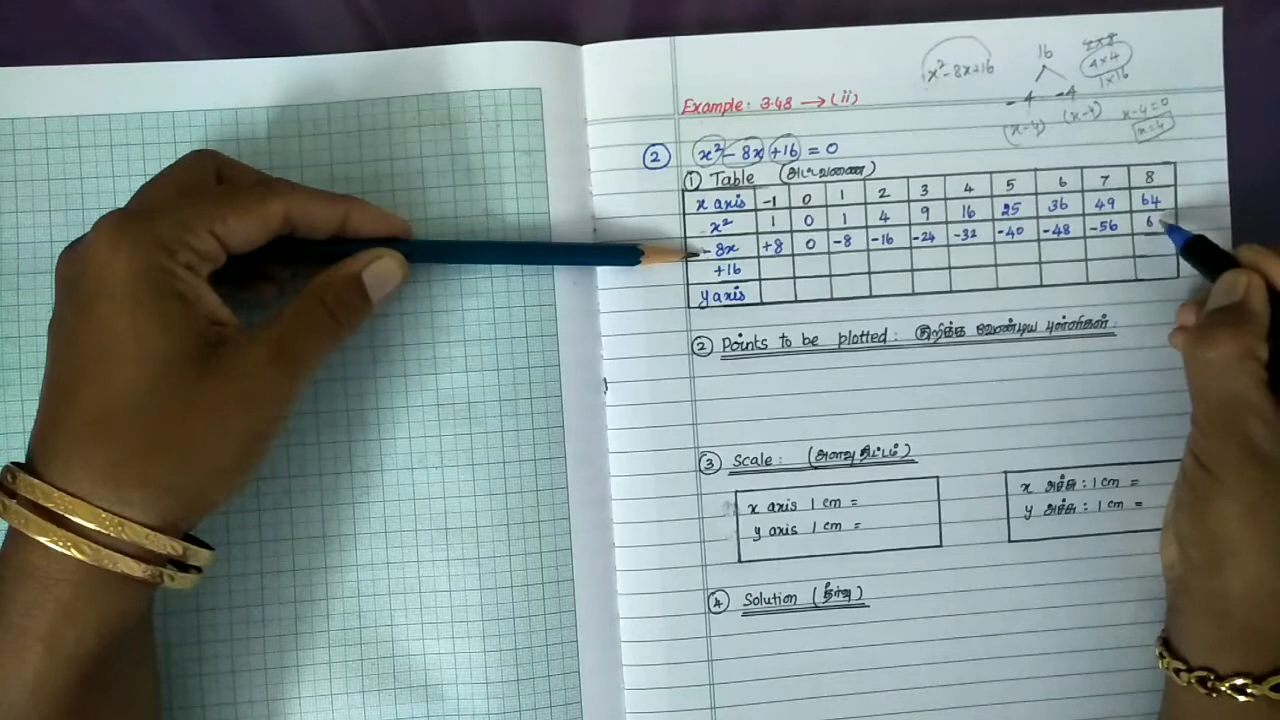 x²-8x+16
16
4×4
1×16
-4 -4
(x-4) (x-4)
x-4=0
x=4
Example: 3.48 → (ii)
② x² - 8x + 16 = 0
① Table (அட்டவணை)
x axis -1 0 1 2 3 4 5 6 7 8
x² 1 0 1 4 9 16 25 36 49 64
-8x +8 0 -8 -16 -24 -32 -40 -48 -56 6
+16
y axis
② Points to be plotted: குறிக்க வேண்டிய புள்ளிகள்:
③ Scale: (அளவுதிட்டம்)
x axis 1 cm =
y axis 1 cm =
x அச்சு : 1 cm =
y அச்சு : 1 cm =
④ Solution (தீர்வு)